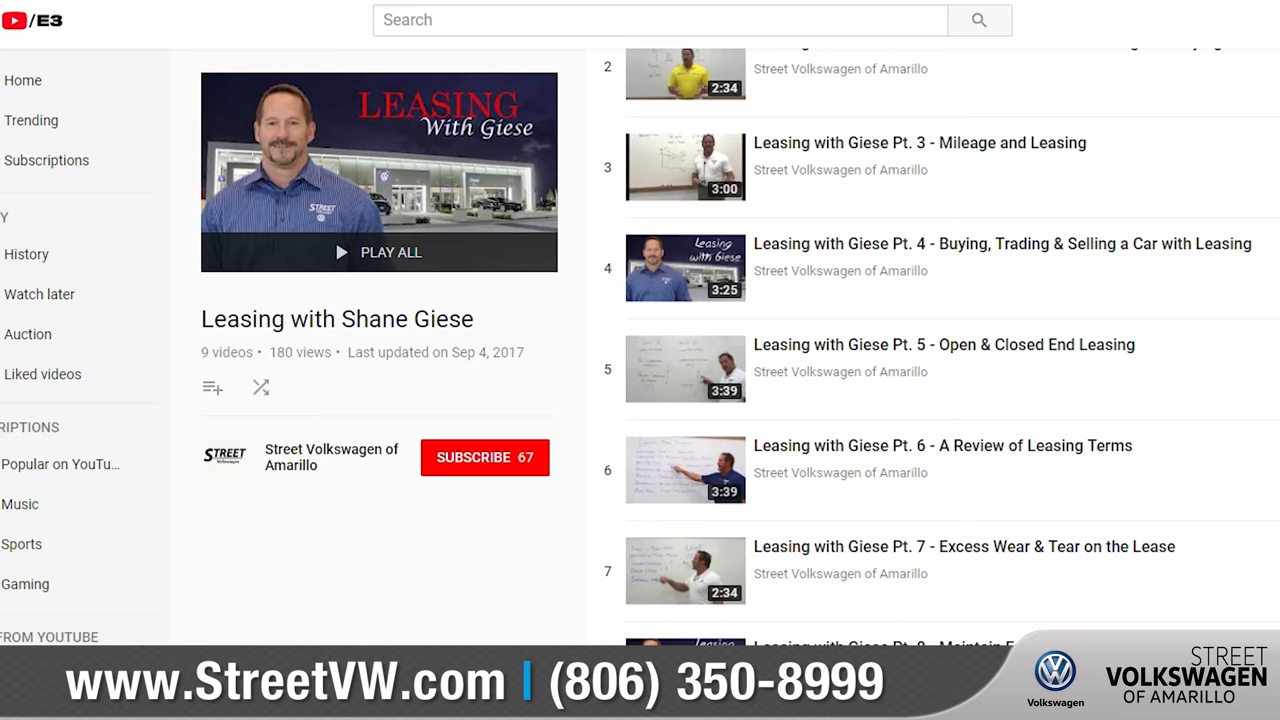 /E3
Search
Home
Trending
Subscriptions
Y
History
Watch later
Auction
Liked videos
RIPTIONS
Popular on YouTu...
Music
Sports
Gaming
FROM YOUTUBE
LEASING
With Giese
STREET
PLAY ALL
Leasing with Shane Giese
9 videos • 180 views • Last updated on Sep 4, 2017
STREET
Volkswagen
Street Volkswagen of
Amarillo
SUBSCRIBE 67
2
2:34
Street Volkswagen of Amarillo
3
3:00
Leasing with Giese Pt. 3 - Mileage and Leasing
Street Volkswagen of Amarillo
4
Leasing
with Giese
3:25
Leasing with Giese Pt. 4 - Buying, Trading & Selling a Car with Leasing
Street Volkswagen of Amarillo
5
3:39
Leasing with Giese Pt. 5 - Open & Closed End Leasing
Street Volkswagen of Amarillo
6
3:39
Leasing with Giese Pt. 6 - A Review of Leasing Terms
Street Volkswagen of Amarillo
7
2:34
Leasing with Giese Pt. 7 - Excess Wear & Tear on the Lease
Street Volkswagen of Amarillo
www.StreetVW.com | (806) 350-8999
Volkswagen
STREET
VOLKSWAGEN
OF AMARILLO